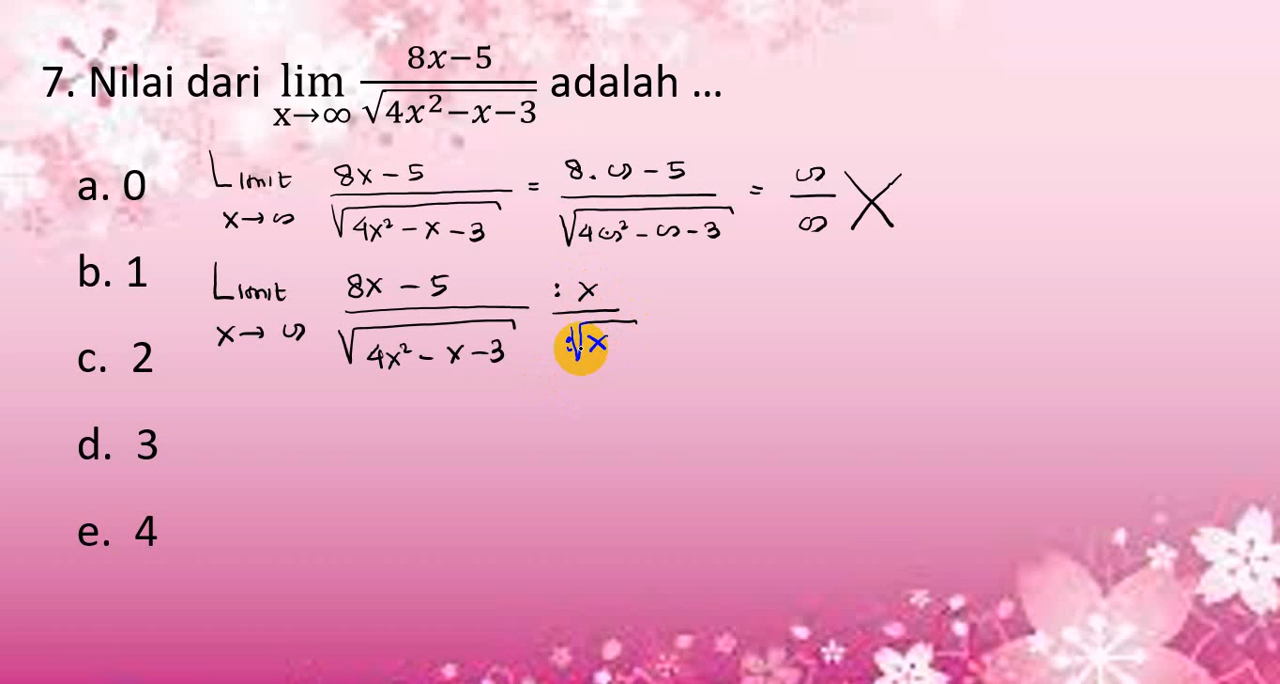 7. Nilai dari lim x→∞ 8x−5 / √4x²−x−3 adalah ...
a. 0
Limit x→∞ 8x − 5 / √4x² − x − 3 = 8.∞ − 5 / √4∞² − ∞ − 3 = ∞ / ∞ X
b. 1
Limit x→∞ 8x − 5 / √4x² − x − 3 : x / : √x
c. 2
d. 3
e. 4